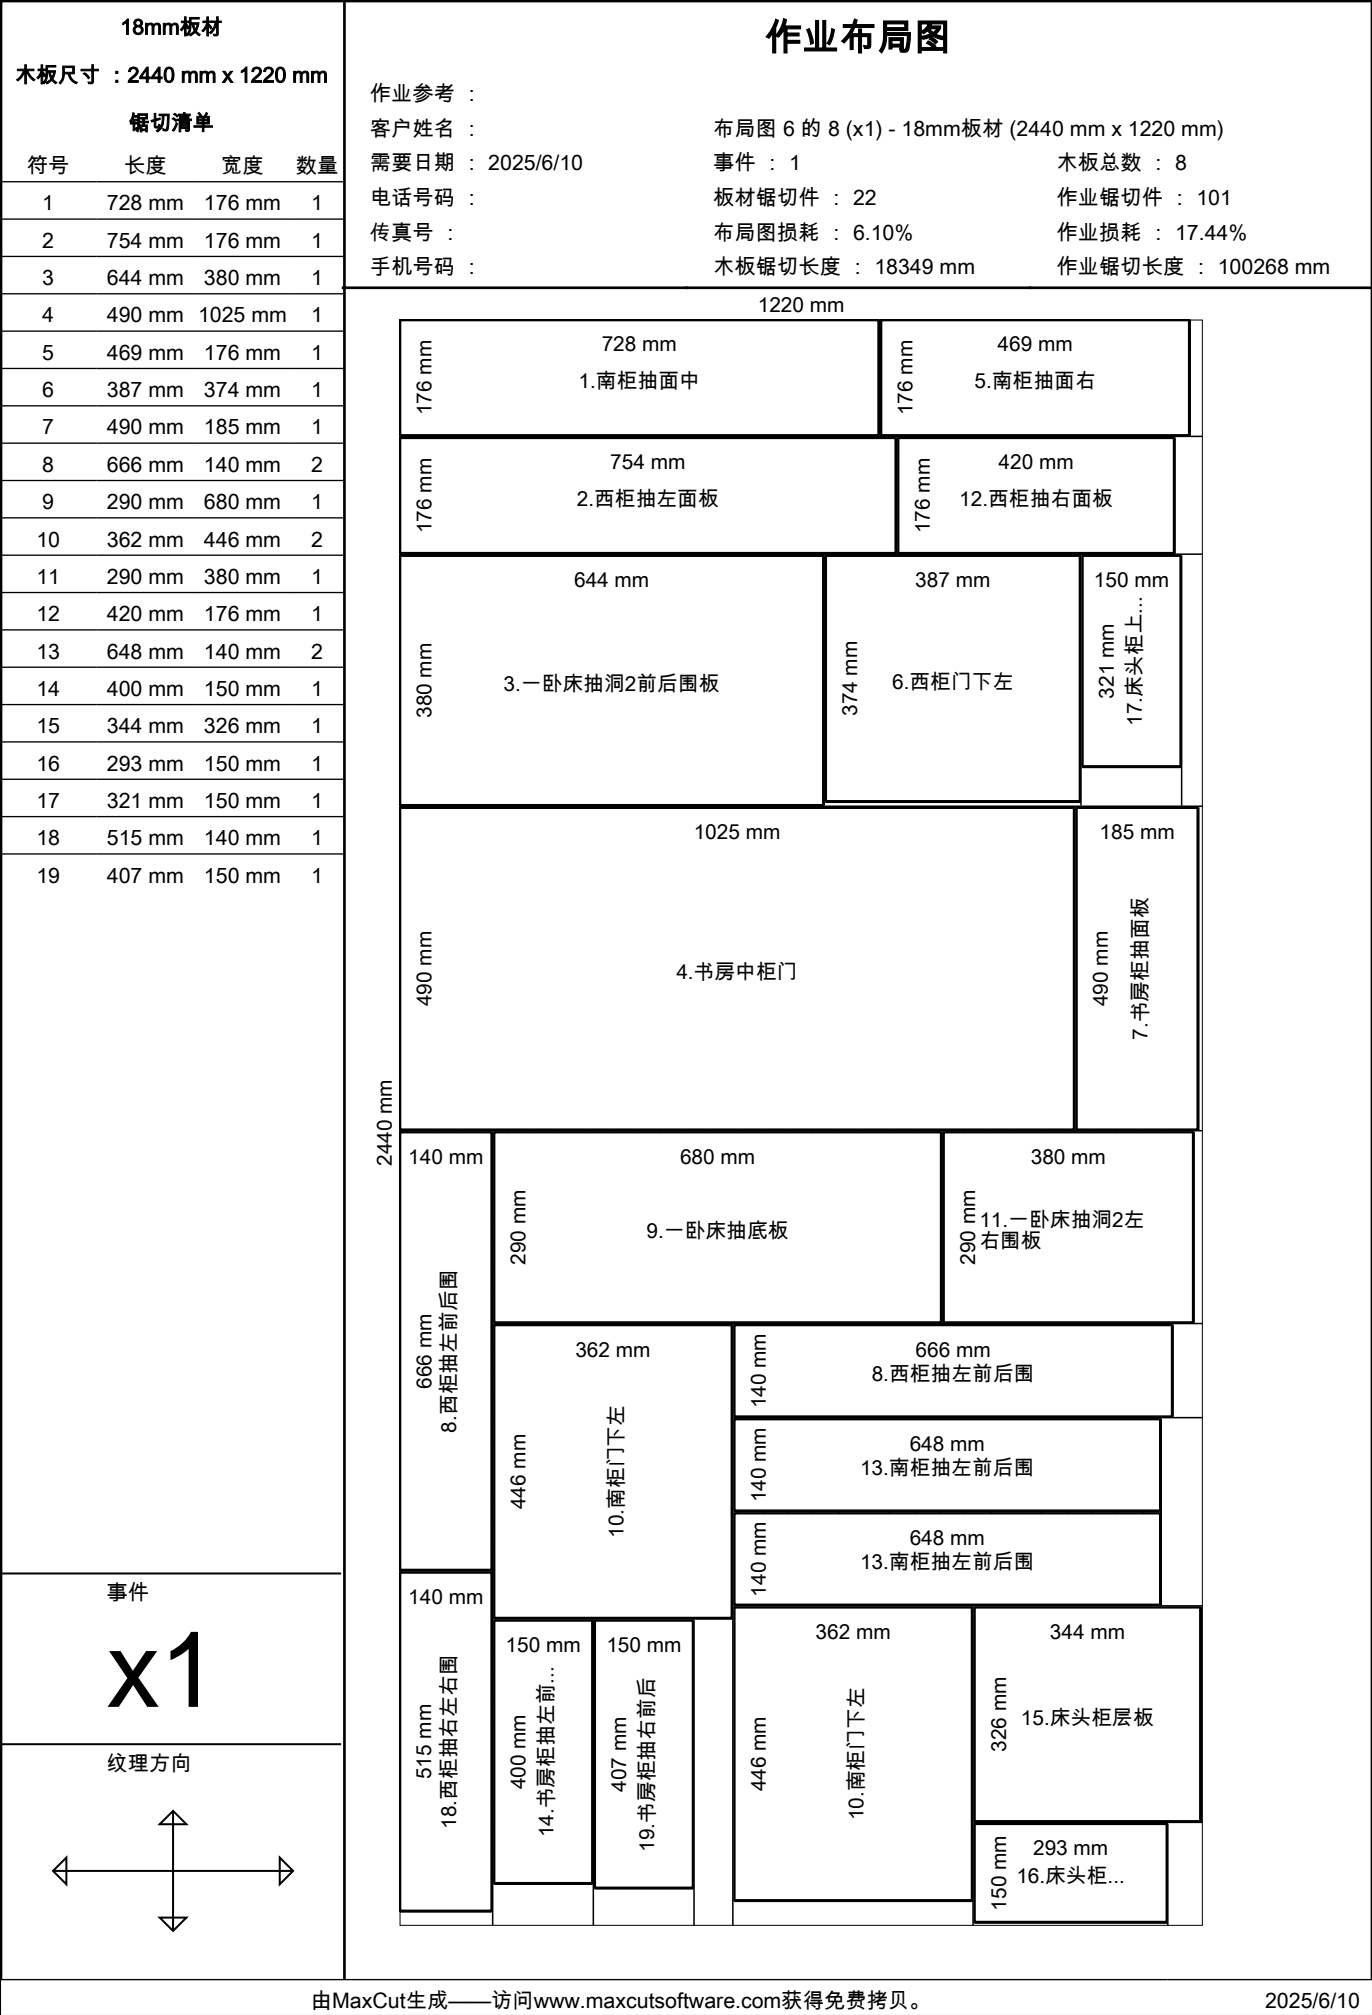 18mm板材
木板尺寸 : 2440 mm x 1220 mm
锯切清单
符号 长度 宽度 数量
1 728 mm 176 mm 1
2 754 mm 176 mm 1
3 644 mm 380 mm 1
4 490 mm 1025 mm 1
5 469 mm 176 mm 1
6 387 mm 374 mm 1
7 490 mm 185 mm 1
8 666 mm 140 mm 2
9 290 mm 680 mm 1
10 362 mm 446 mm 2
11 290 mm 380 mm 1
12 420 mm 176 mm 1
13 648 mm 140 mm 2
14 400 mm 150 mm 1
15 344 mm 326 mm 1
16 293 mm 150 mm 1
17 321 mm 150 mm 1
18 515 mm 140 mm 1
19 407 mm 150 mm 1
事件
x1
纹理方向
作业布局图
作业参考 :
客户姓名 : 布局图 6 的 8 (x1) - 18mm板材 (2440 mm x 1220 mm)
需要日期 : 2025/6/10 事件 : 1 木板总数 : 8
电话号码 : 板材锯切件 : 22 作业锯切件 : 101
传真号 : 布局图损耗 : 6.10% 作业损耗 : 17.44%
手机号码 : 木板锯切长度 : 18349 mm 作业锯切长度 : 100268 mm
1220 mm
2440 mm
728 mm
176 mm
1.南柜抽面中
469 mm
176 mm
5.南柜抽面右
754 mm
176 mm
2.西柜抽左面板
420 mm
176 mm
12.西柜抽右面板
644 mm
380 mm
3.一卧床抽洞2前后围板
387 mm
374 mm
6.西柜门下左
150 mm
321 mm
17.床头柜上...
1025 mm
490 mm
4.书房中柜门
185 mm
490 mm
7.书房柜抽面板
140 mm
666 mm
8.西柜抽左前后围
680 mm
290 mm
9.一卧床抽底板
380 mm
290 mm
11.一卧床抽洞2左
右围板
362 mm
446 mm
10.南柜门下左
666 mm
140 mm
8.西柜抽左前后围
648 mm
140 mm
13.南柜抽左前后围
648 mm
140 mm
13.南柜抽左前后围
140 mm
515 mm
18.西柜抽右左右围
150 mm
400 mm
14.书房柜抽左前...
150 mm
407 mm
19.书房柜抽右前后
362 mm
446 mm
10.南柜门下左
344 mm
326 mm
15.床头柜层板
293 mm
150 mm
16.床头柜...
由MaxCut生成——访问www.maxcutsoftware.com获得免费拷贝。
2025/6/10